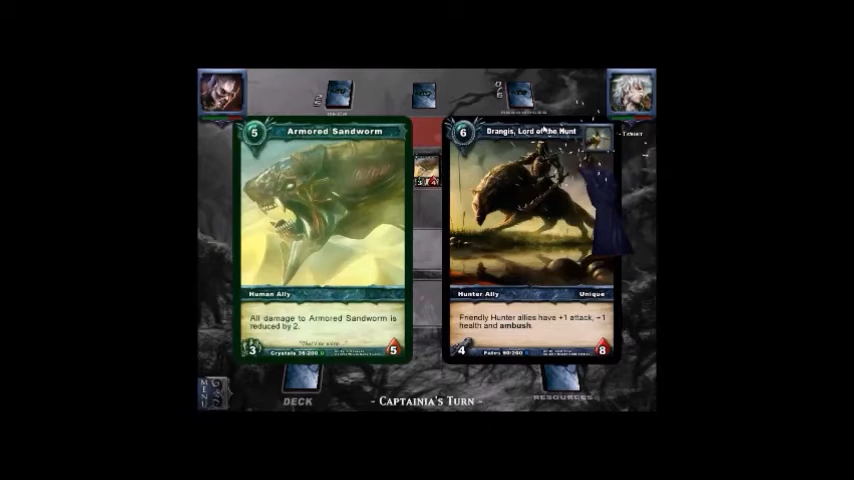 5
Armored Sandworm
6
Drangis, Lord of the Hunt
Target
Human Ally
Hunter Ally
Unique
All damage to Armored Sandworm is
reduced by 2.
Friendly Hunter allies have +1 attack, +1
health and ambush.
3
5
4
8
MENU
DECK
- CAPTAINIA'S TURN -
RESOURCES